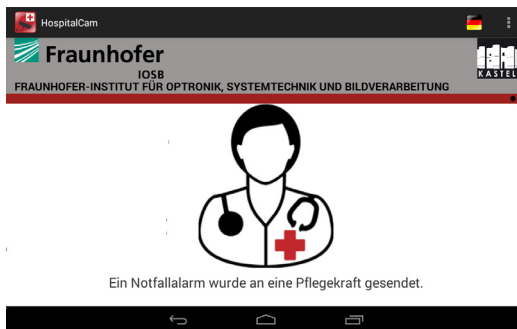 HospitalCam
Fraunhofer
IOSB
KASTEL
FRAUNHOFER-INSTITUT FÜR OPTRONIK, SYSTEMTECHNIK UND BILDVERARBEITUNG
Ein Notfallalarm wurde an eine Pflegekraft gesendet.